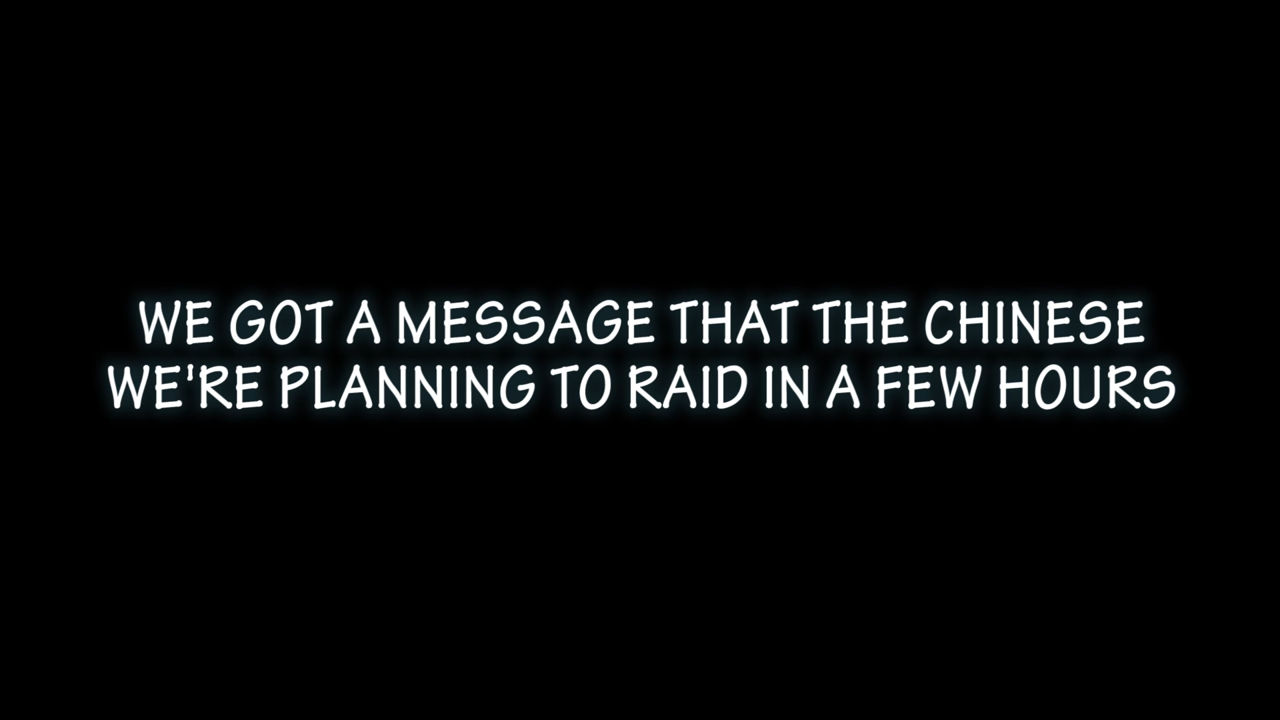 WE GOT A MESSAGE THAT THE CHINESE
WE'RE PLANNING TO RAID IN A FEW HOURS